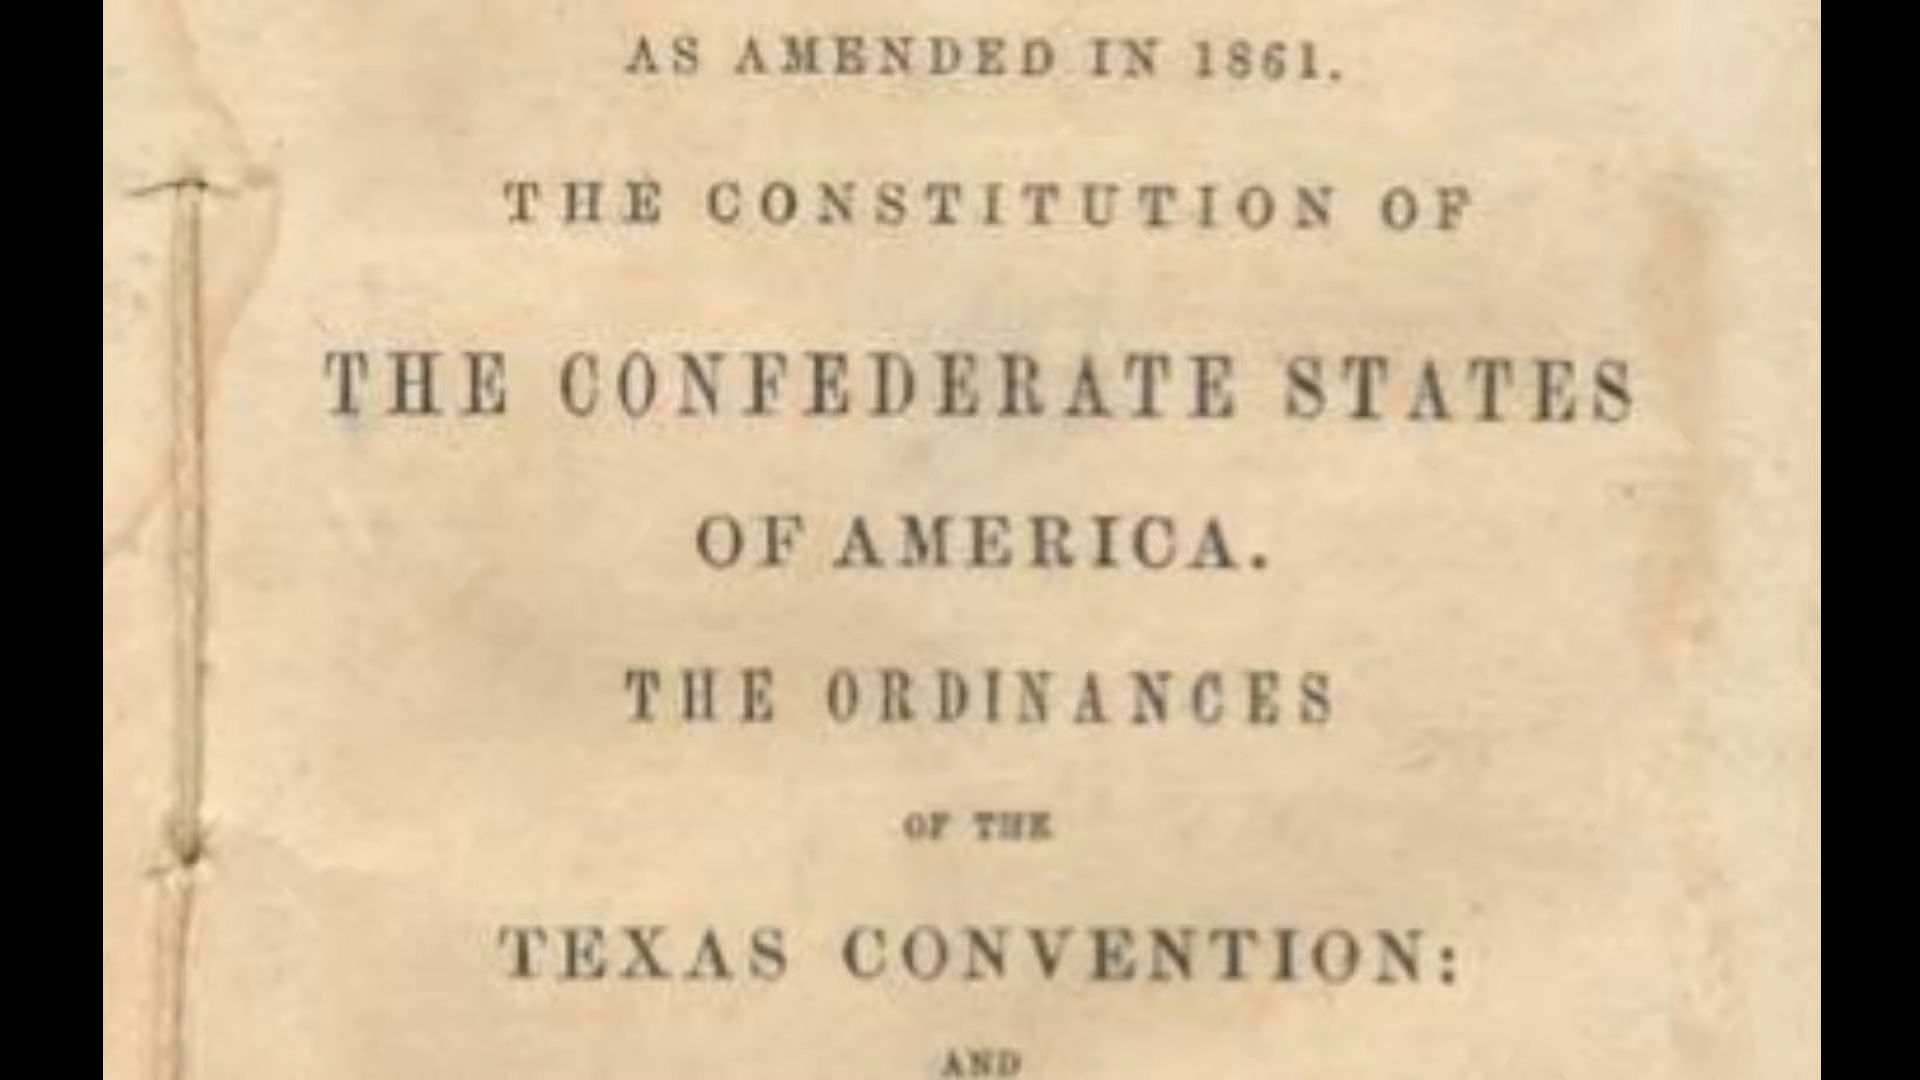 AS AMENDED IN 1861.
THE CONSTITUTION OF
THE CONFEDERATE STATES
OF AMERICA.
THE ORDINANCES
OF THE
TEXAS CONVENTION:
AND